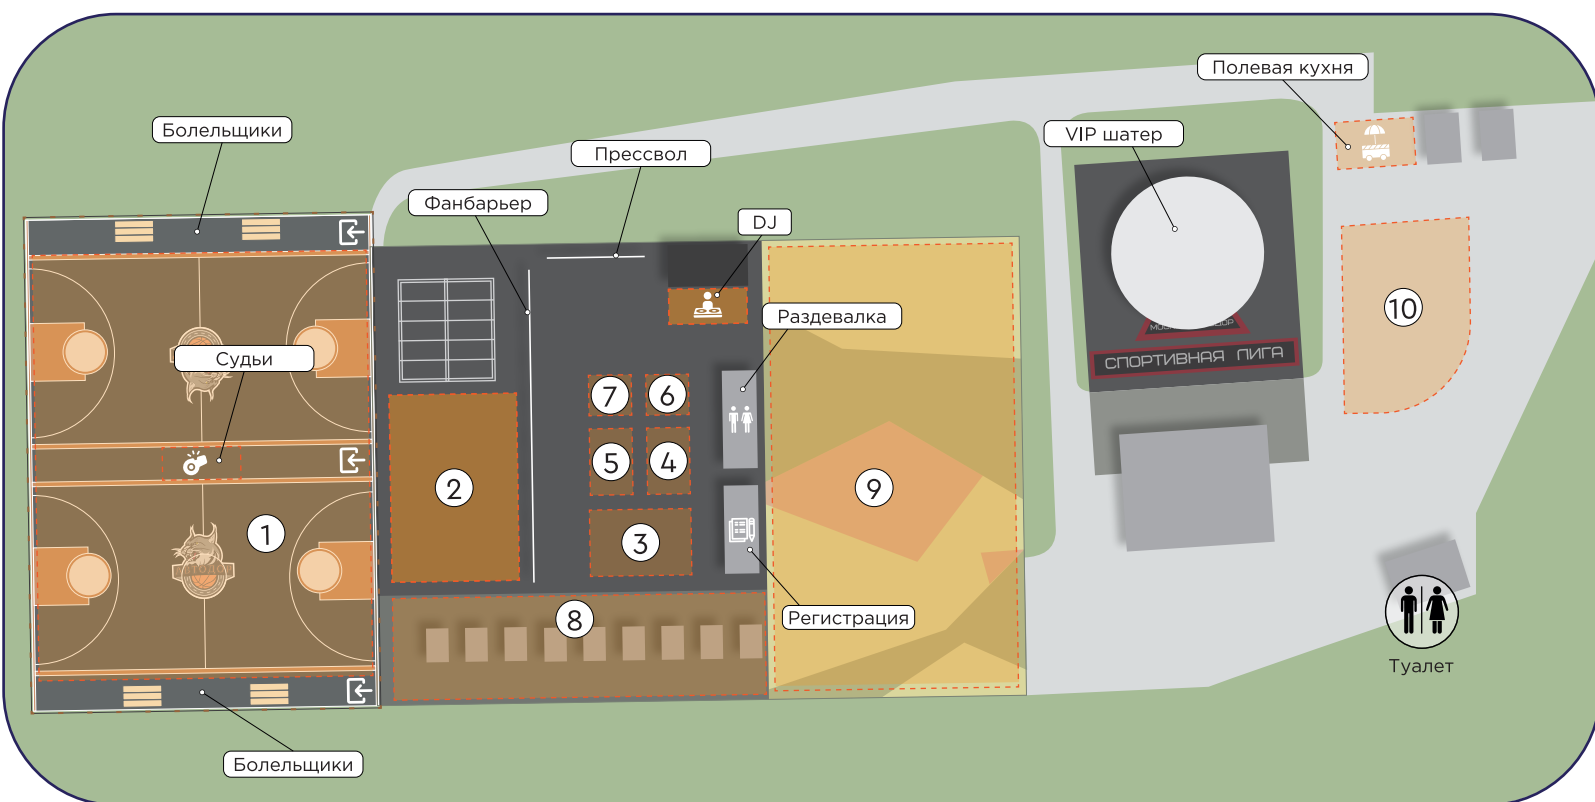 Полевая кухня
Болельщики
VIP шатер
Прессвол
Фанбарьер
DJ
Раздевалка
10
СПОРТИВНАЯ ЛИГА
Судьи
7
6
5
4
2
9
1
3
8
Регистрация
Туалет
Болельщики